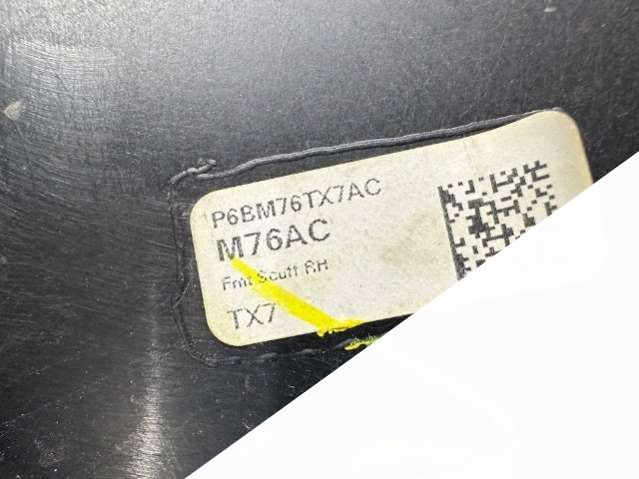 P6BM76TX7AC
M76AC
Frnt Scuff RH
TX7